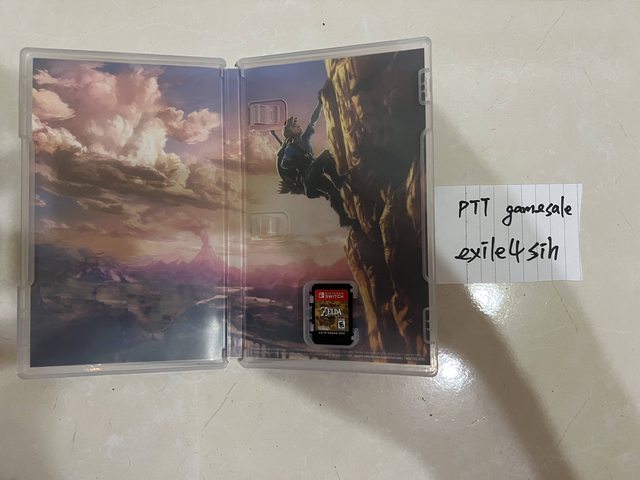 NINTENDO
SWITCH
ZELDA
PTT gamesale
exile4sih